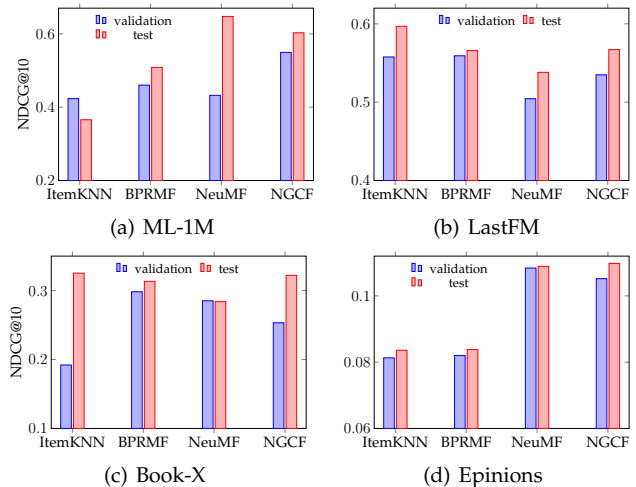 validation
test
NDCG@10
0.6
0.4
0.2
ItemKNN BPRMF NeuMF NGCF
(a) ML-1M
validation test
0.6
0.5
0.4
ItemKNN BPRMF NeuMF NGCF
(b) LastFM
validation test
NDCG@10
0.3
0.2
0.1
ItemKNN BPRMF NeuMF NGCF
(c) Book-X
validation
test
0.1
0.08
0.06
ItemKNN BPRMF NeuMF NGCF
(d) Epinions